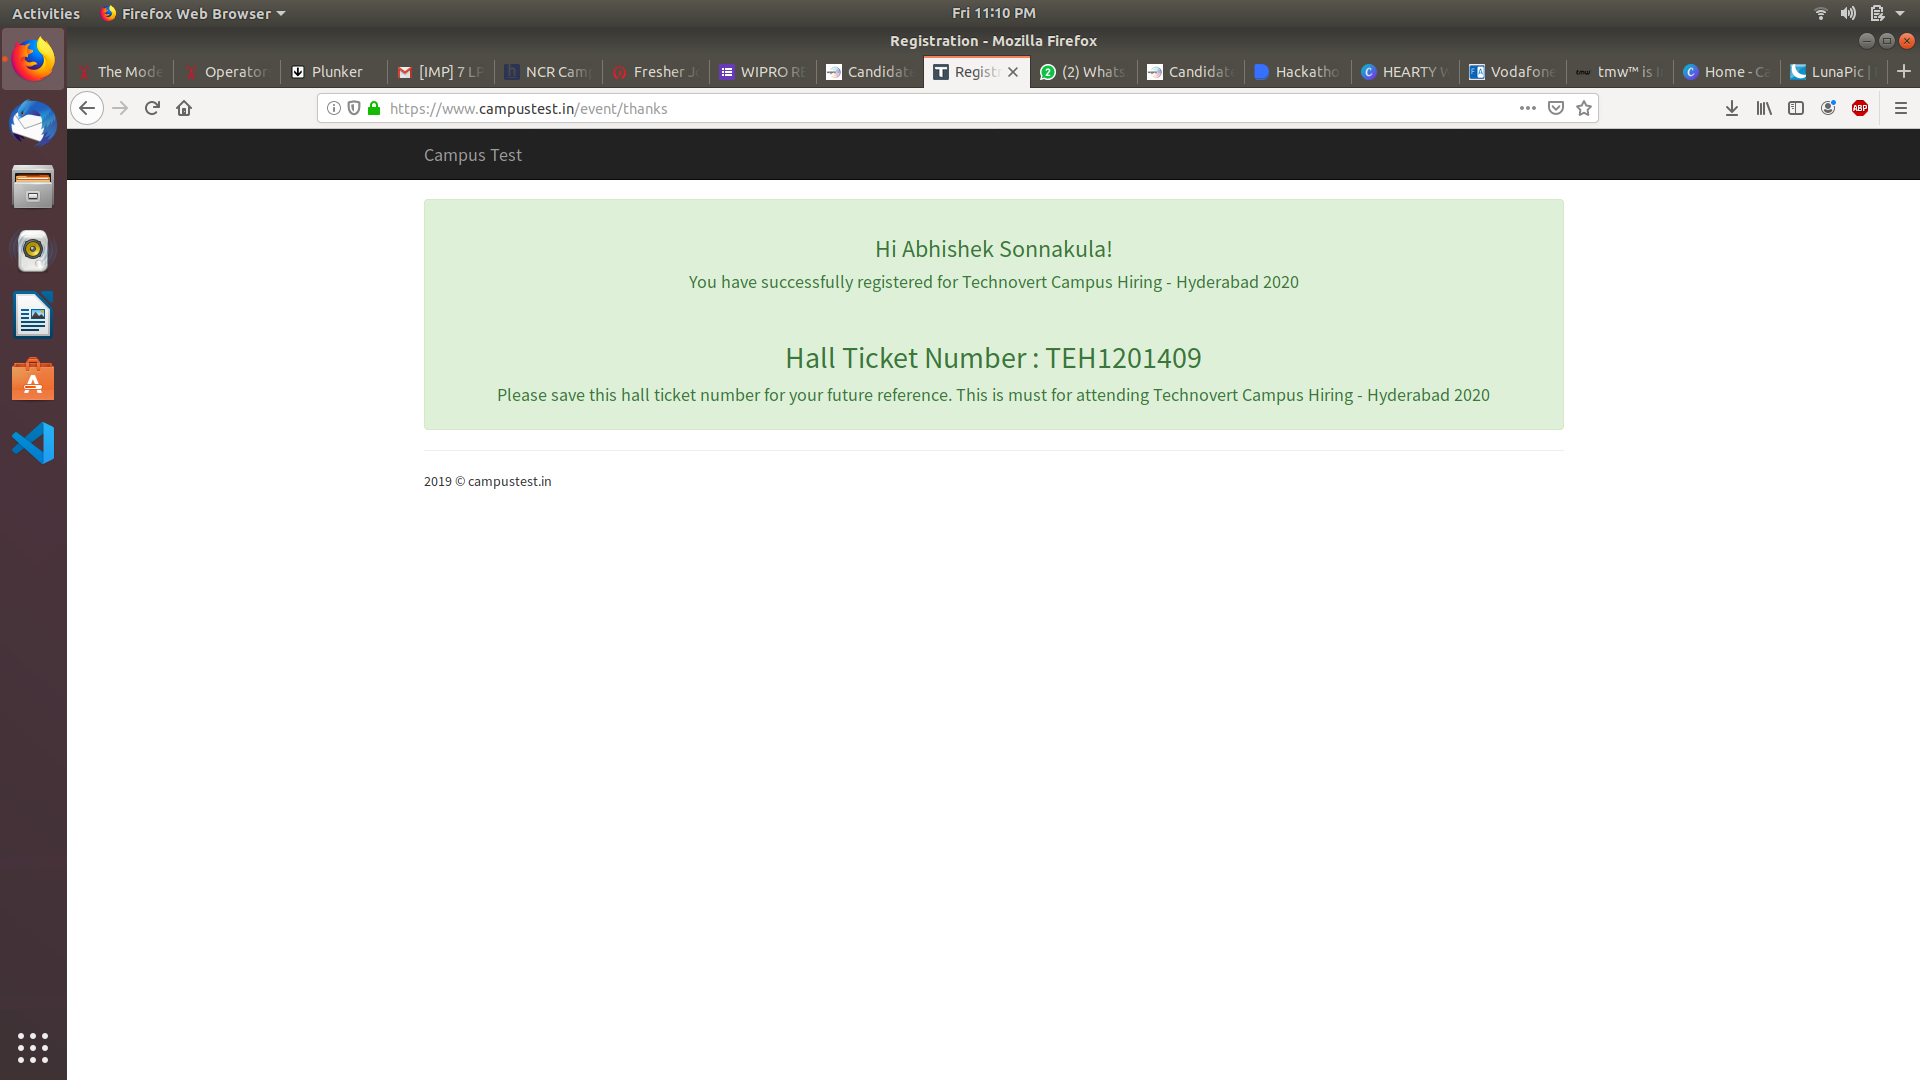 Activities
Firefox Web Browser
Fri 11:10 PM
Registration - Mozilla Firefox
The Mode
Operator
Plunker
[IMP] 7 LP
NCR Cam
Fresher J
WIPRO RE
Candidat
Regist
(2) Whats
Candidat
Hackatho
HEARTY W
Vodafone
tmw™ is I
Home - Ca
LunaPic |
https://www.campustest.in/event/thanks
ABP
Campus Test
Hi Abhishek Sonnakula!
You have successfully registered for Technovert Campus Hiring - Hyderabad 2020
Hall Ticket Number : TEH1201409
Please save this hall ticket number for your future reference. This is must for attending Technovert Campus Hiring - Hyderabad 2020
2019 © campustest.in